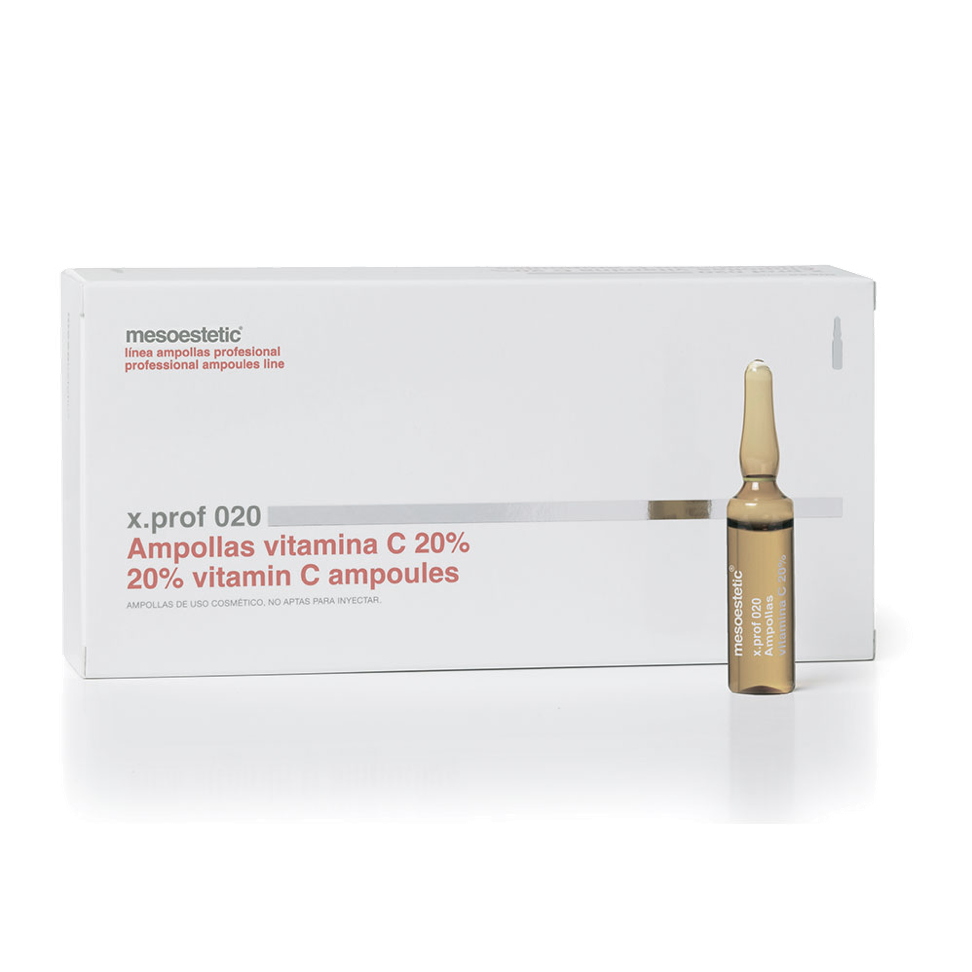 mesoestetic®
línea ampollas profesional
professional ampoules line
x.prof 020
Ampollas vitamina C 20%
20% vitamin C ampoules
AMPOLLAS DE USO COSMÉTICO, NO APTAS PARA INYECTAR.
mesoestetic®
x.prof 020
Ampollas
vitamina C 20%